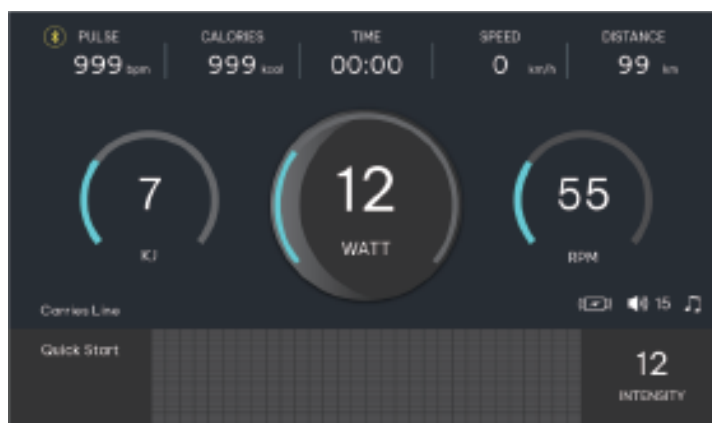 PULSE CALORIES TIME SPEED DISTANCE
999 bpm 999 kcal 00:00 0 km/h 99 km
7 12 55
KJ WATT RPM
15
Carries Line
Quick Start
12
INTENSITY